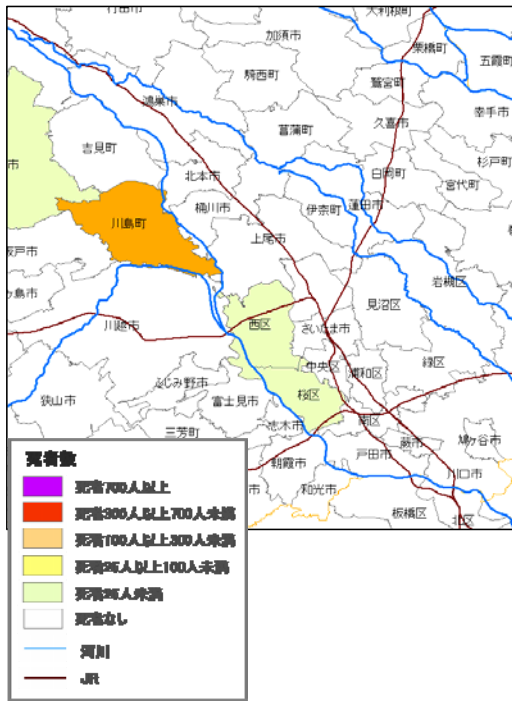 行田市
大利根町
加須市
栗橋町
五霞町
騎西町
鷲宮町
鴻巣市
幸手市
菖蒲町
久喜市
吉見町
杉戸町
市
白岡町
北本市
宮代町
桶川市
伊奈町
蓮田市
川島町
上尾市
坂戸市
岩槻区
ヶ島市
見沼区
川越市
西区
さいたま市
中央区
緑区
浦和区
ふじみ野市
桜区
狭山市
富士見市
南区
志木市
三芳町
蕨市
鳩ヶ谷市
戸田市
朝霞市
川口市
市
和光市
板橋区
北区
死者数
死者700人以上
死者300人以上700人未満
死者100人以上300人未満
死者25人以上100人未満
死者25人未満
死者なし
河川
JR